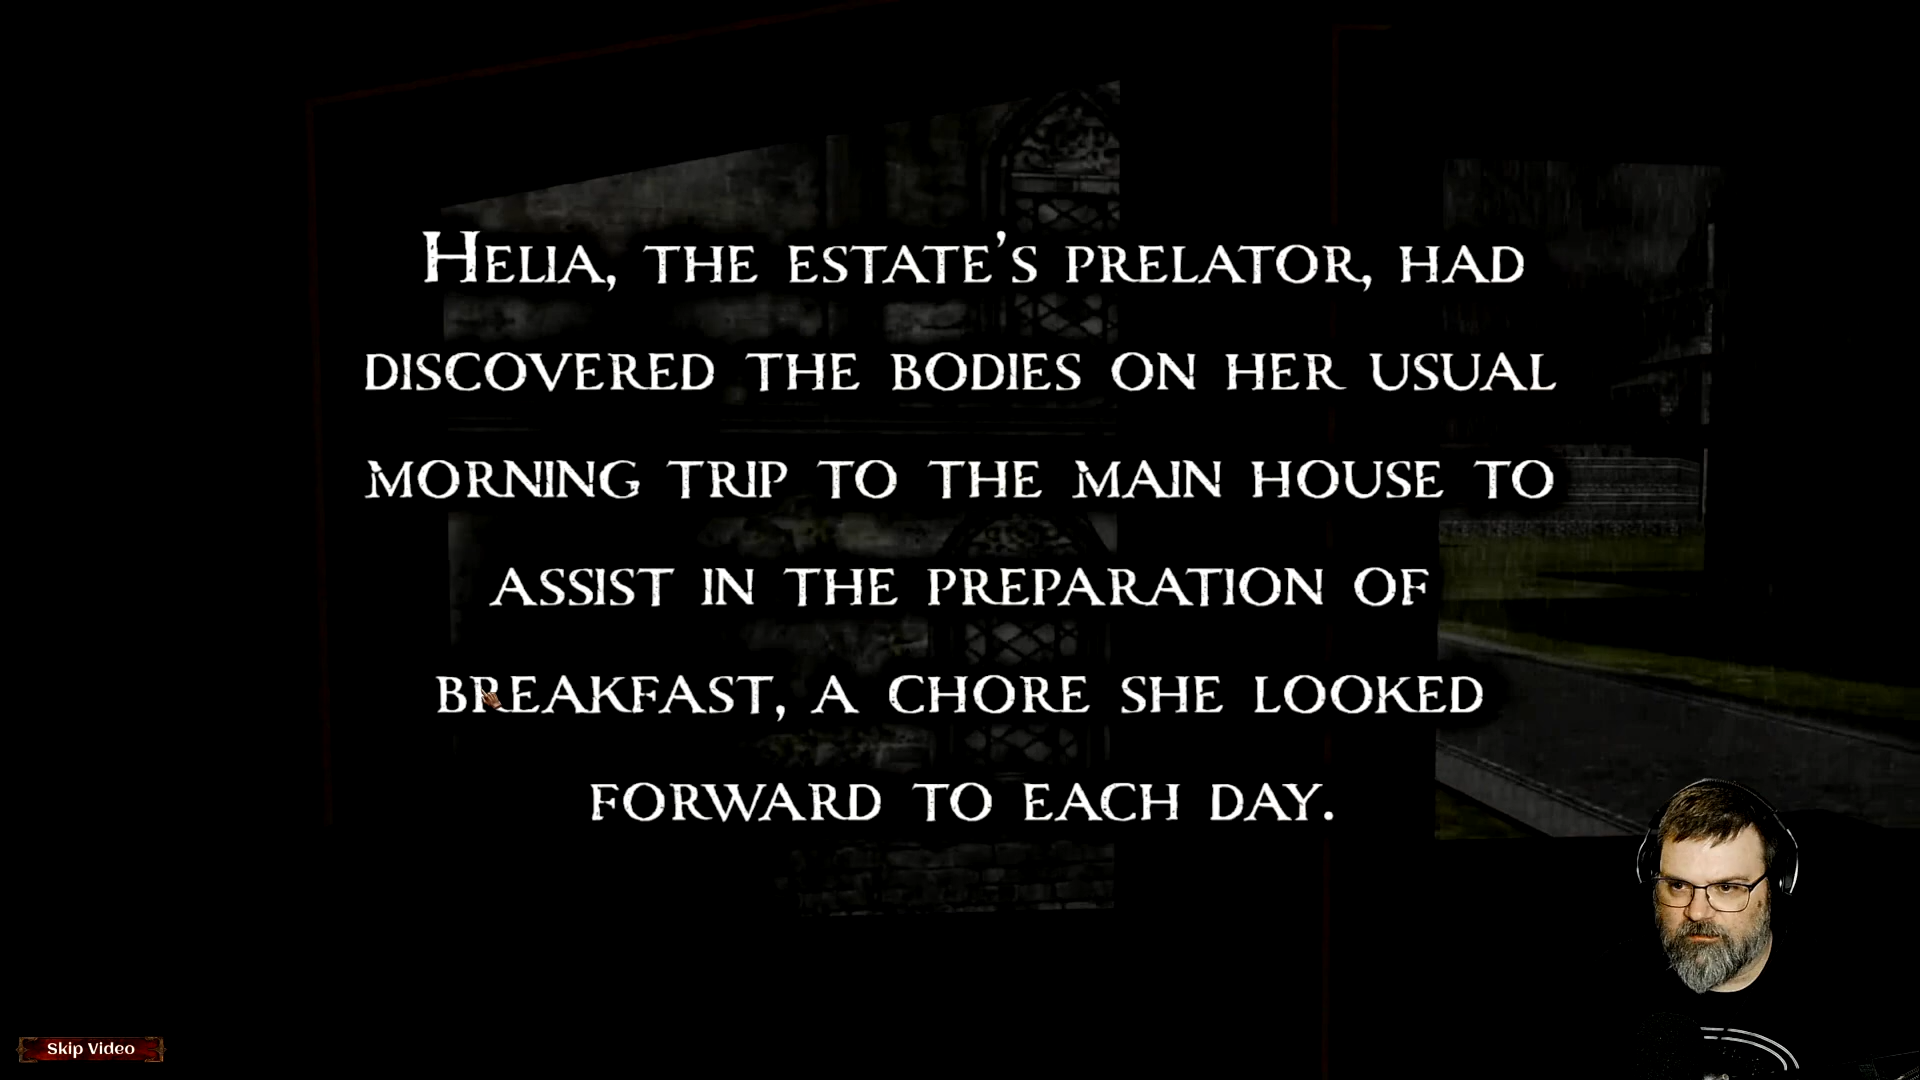 Helia, the estate's prelator, had
discovered the bodies on her usual
morning trip to the main house to
assist in the preparation of
breakfast, a chore she looked
forward to each day.
Skip Video